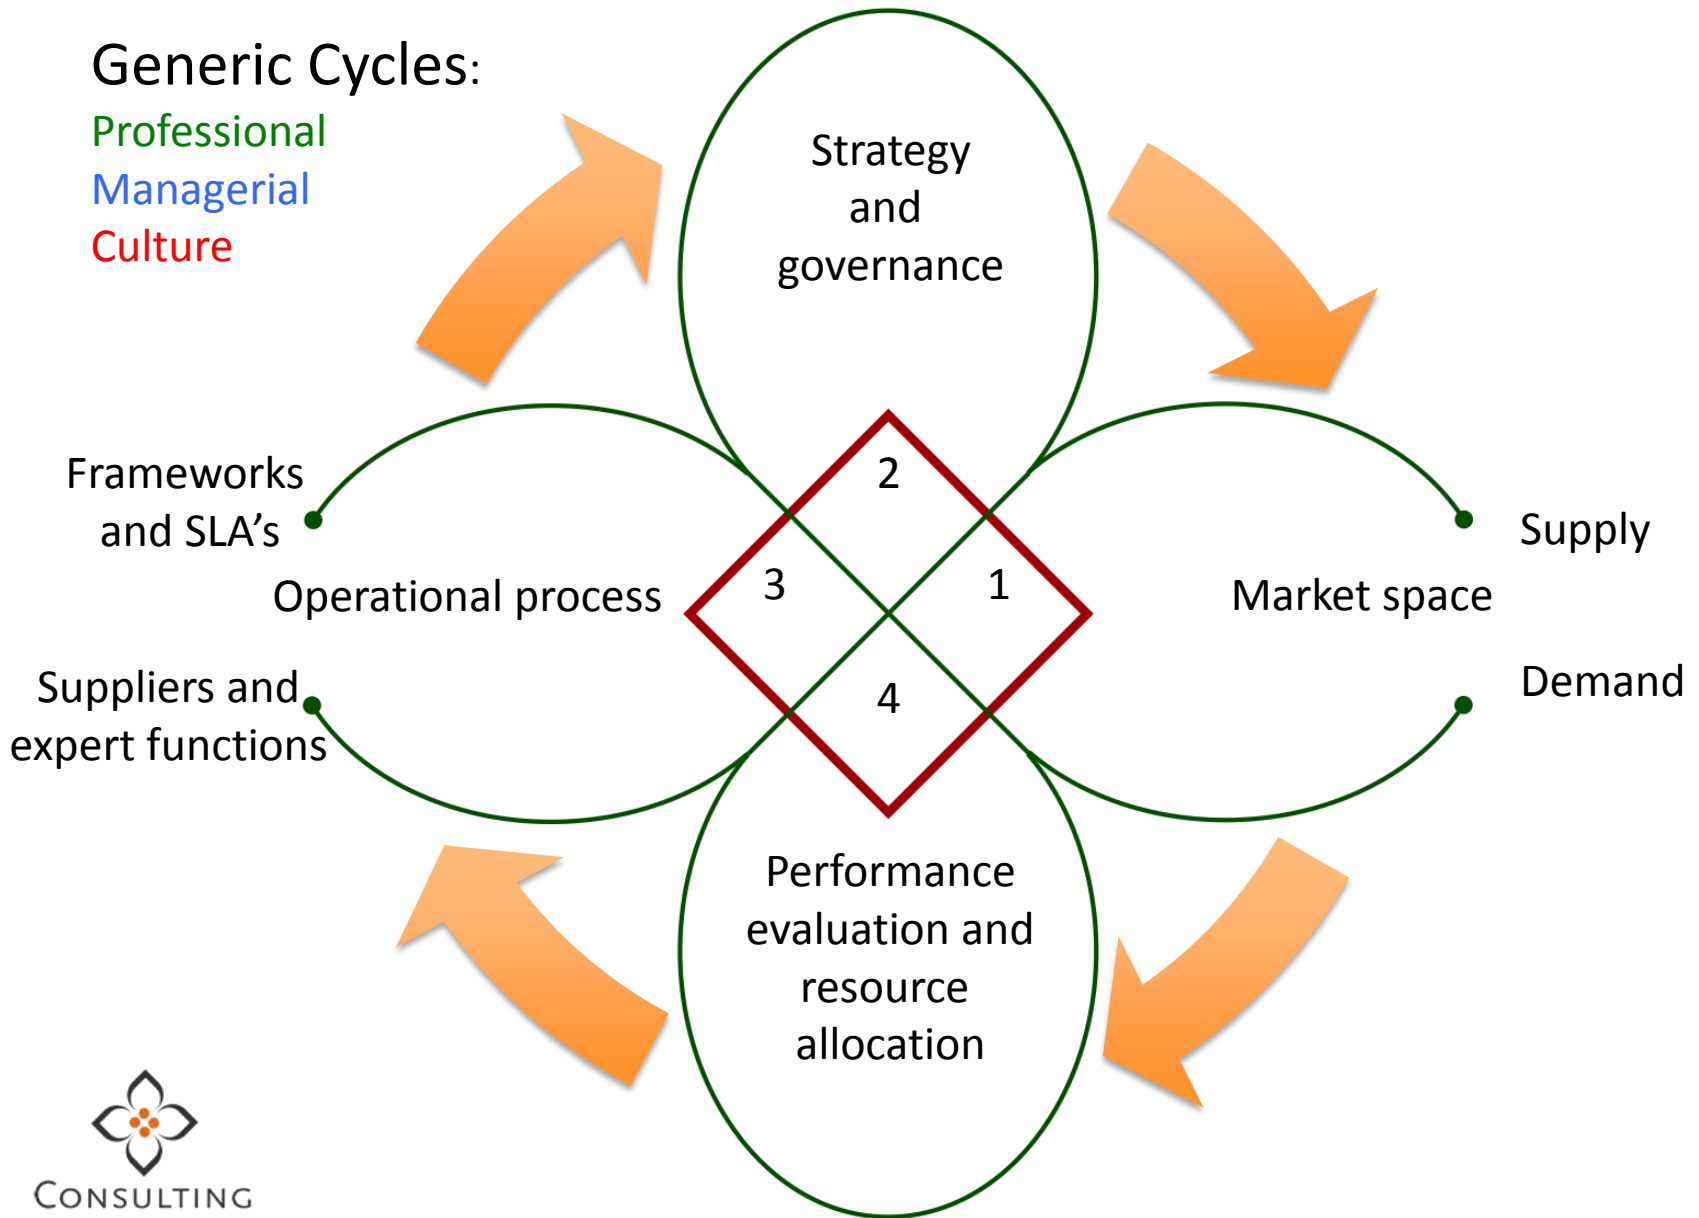 Generic Cycles:
Professional
Managerial
Culture
Strategy
and
governance
Frameworks
and SLA’s
Supply
2
3
1
4
Operational process
Market space
Suppliers and
expert functions
Demand
Performance
evaluation and
resource
allocation
CONSULTING